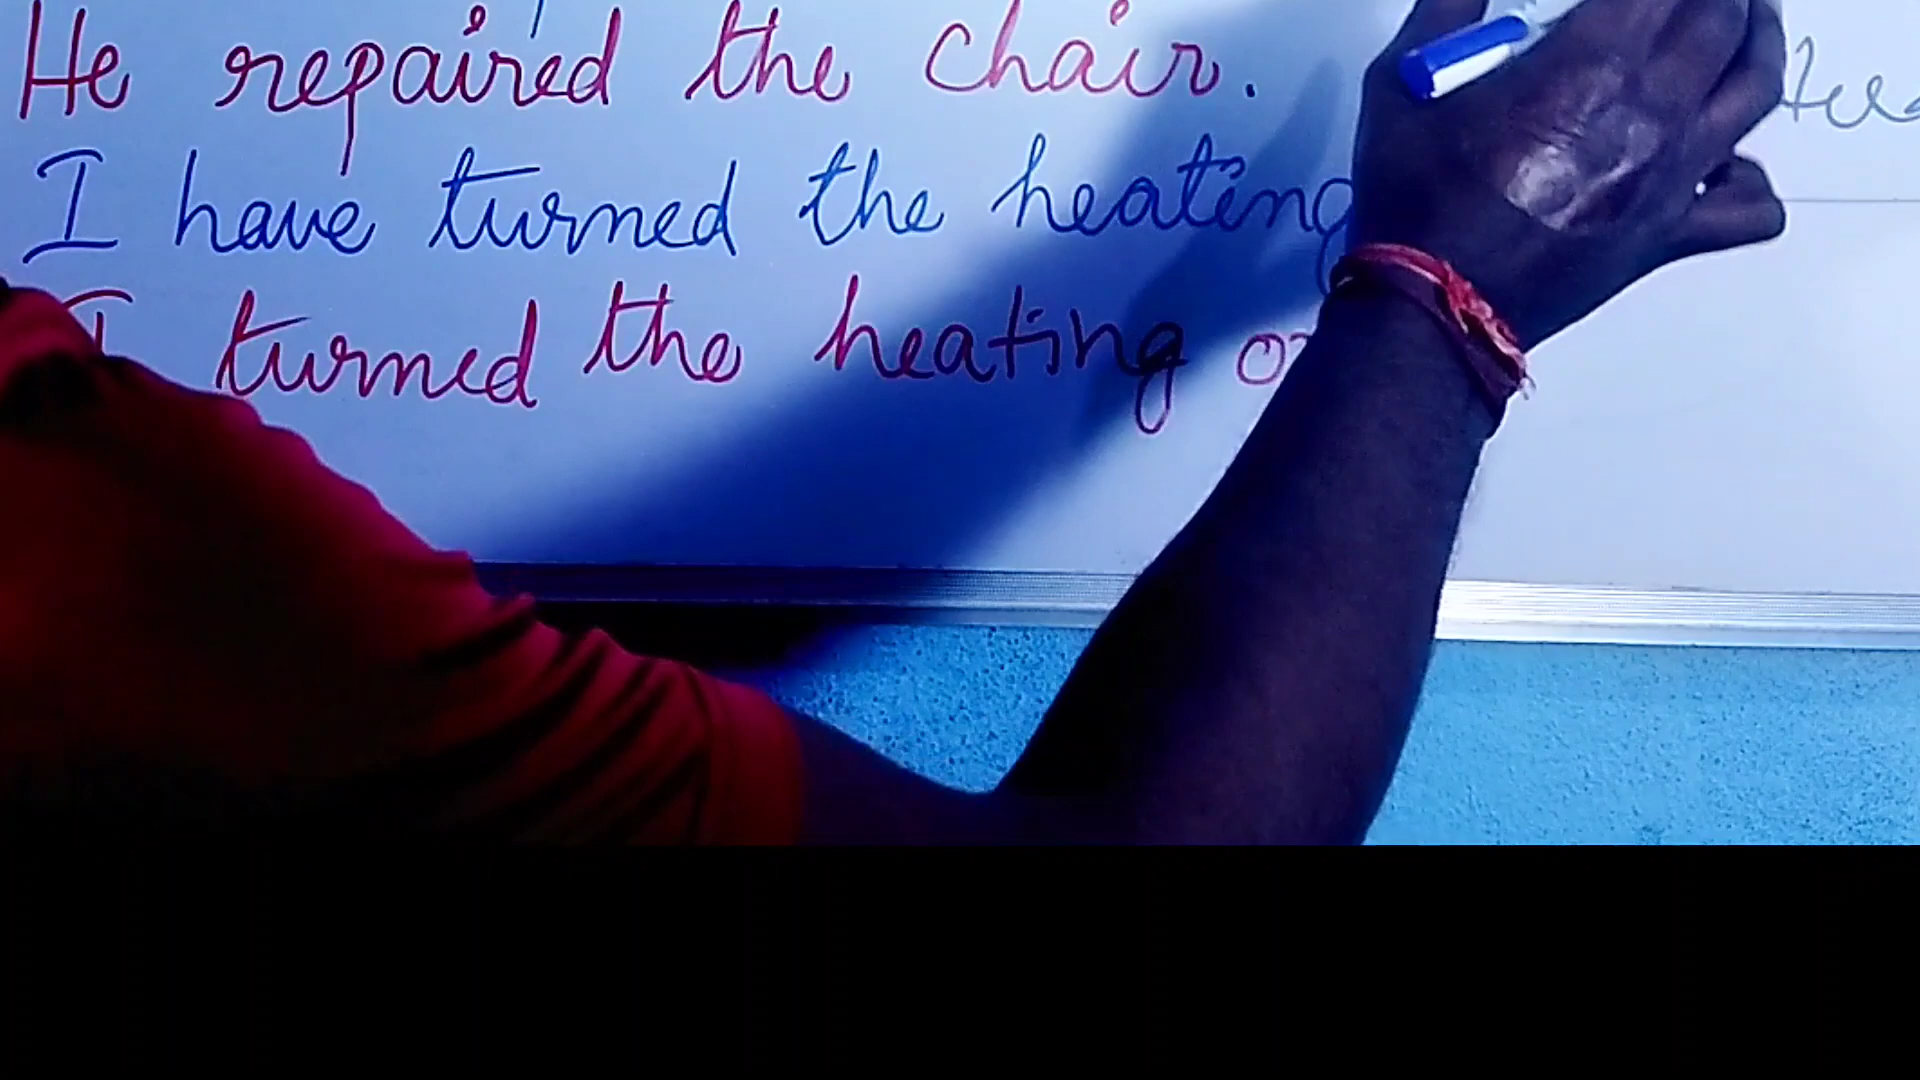 He repaired the chair.
I have turned the heating
I turned the heating